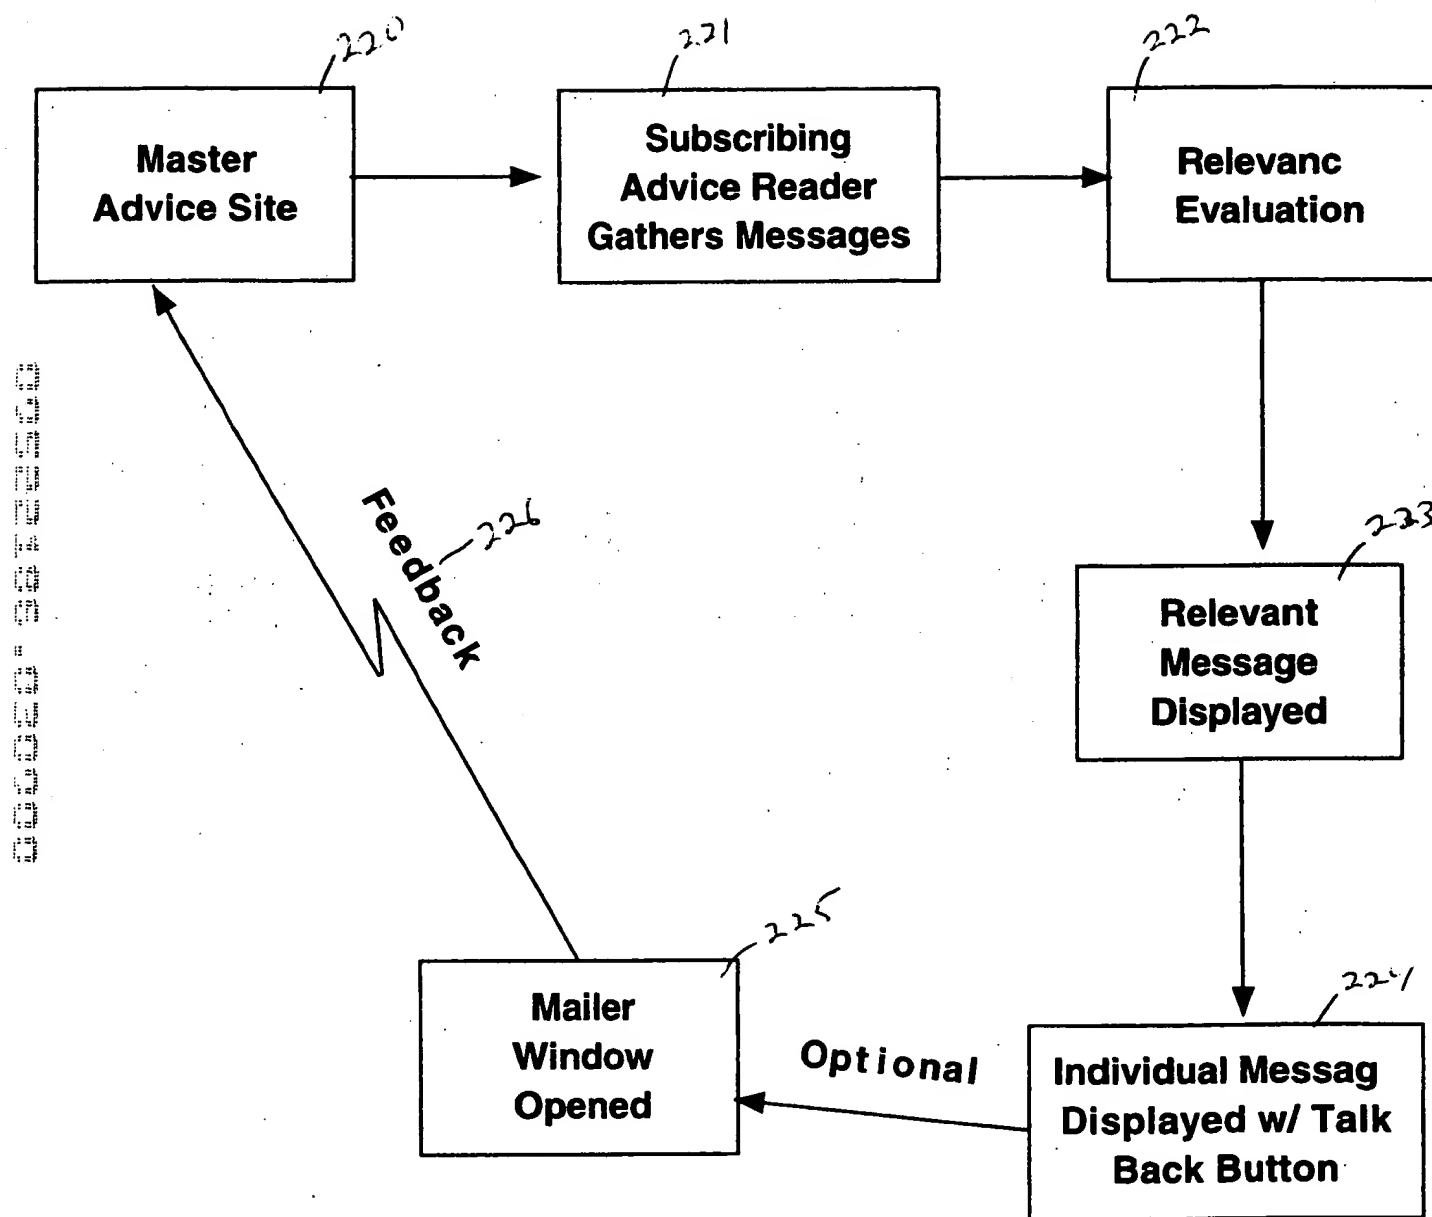 220
221
222
Master
Advice Site
Subscribing
Advice Reader
Gathers Messages
Relevanc
Evaluation
223
Relevant
Message
Displayed
Feedback
226
225
Mailer
Window
Opened
Optional
224
Individual Messag
Displayed w/ Talk
Back Button